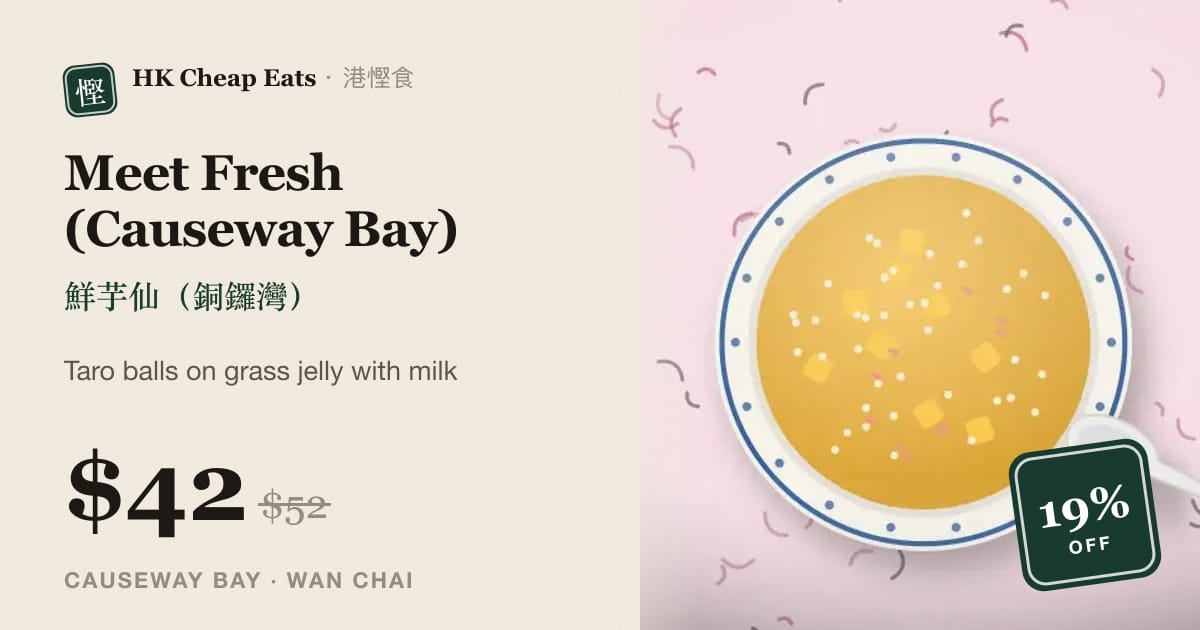 慳
HK Cheap Eats · 港慳食
Meet Fresh
(Causeway Bay)
鮮芋仙（銅鑼灣）
Taro balls on grass jelly with milk
$42 $52
CAUSEWAY BAY · WAN CHAI
19%
OFF